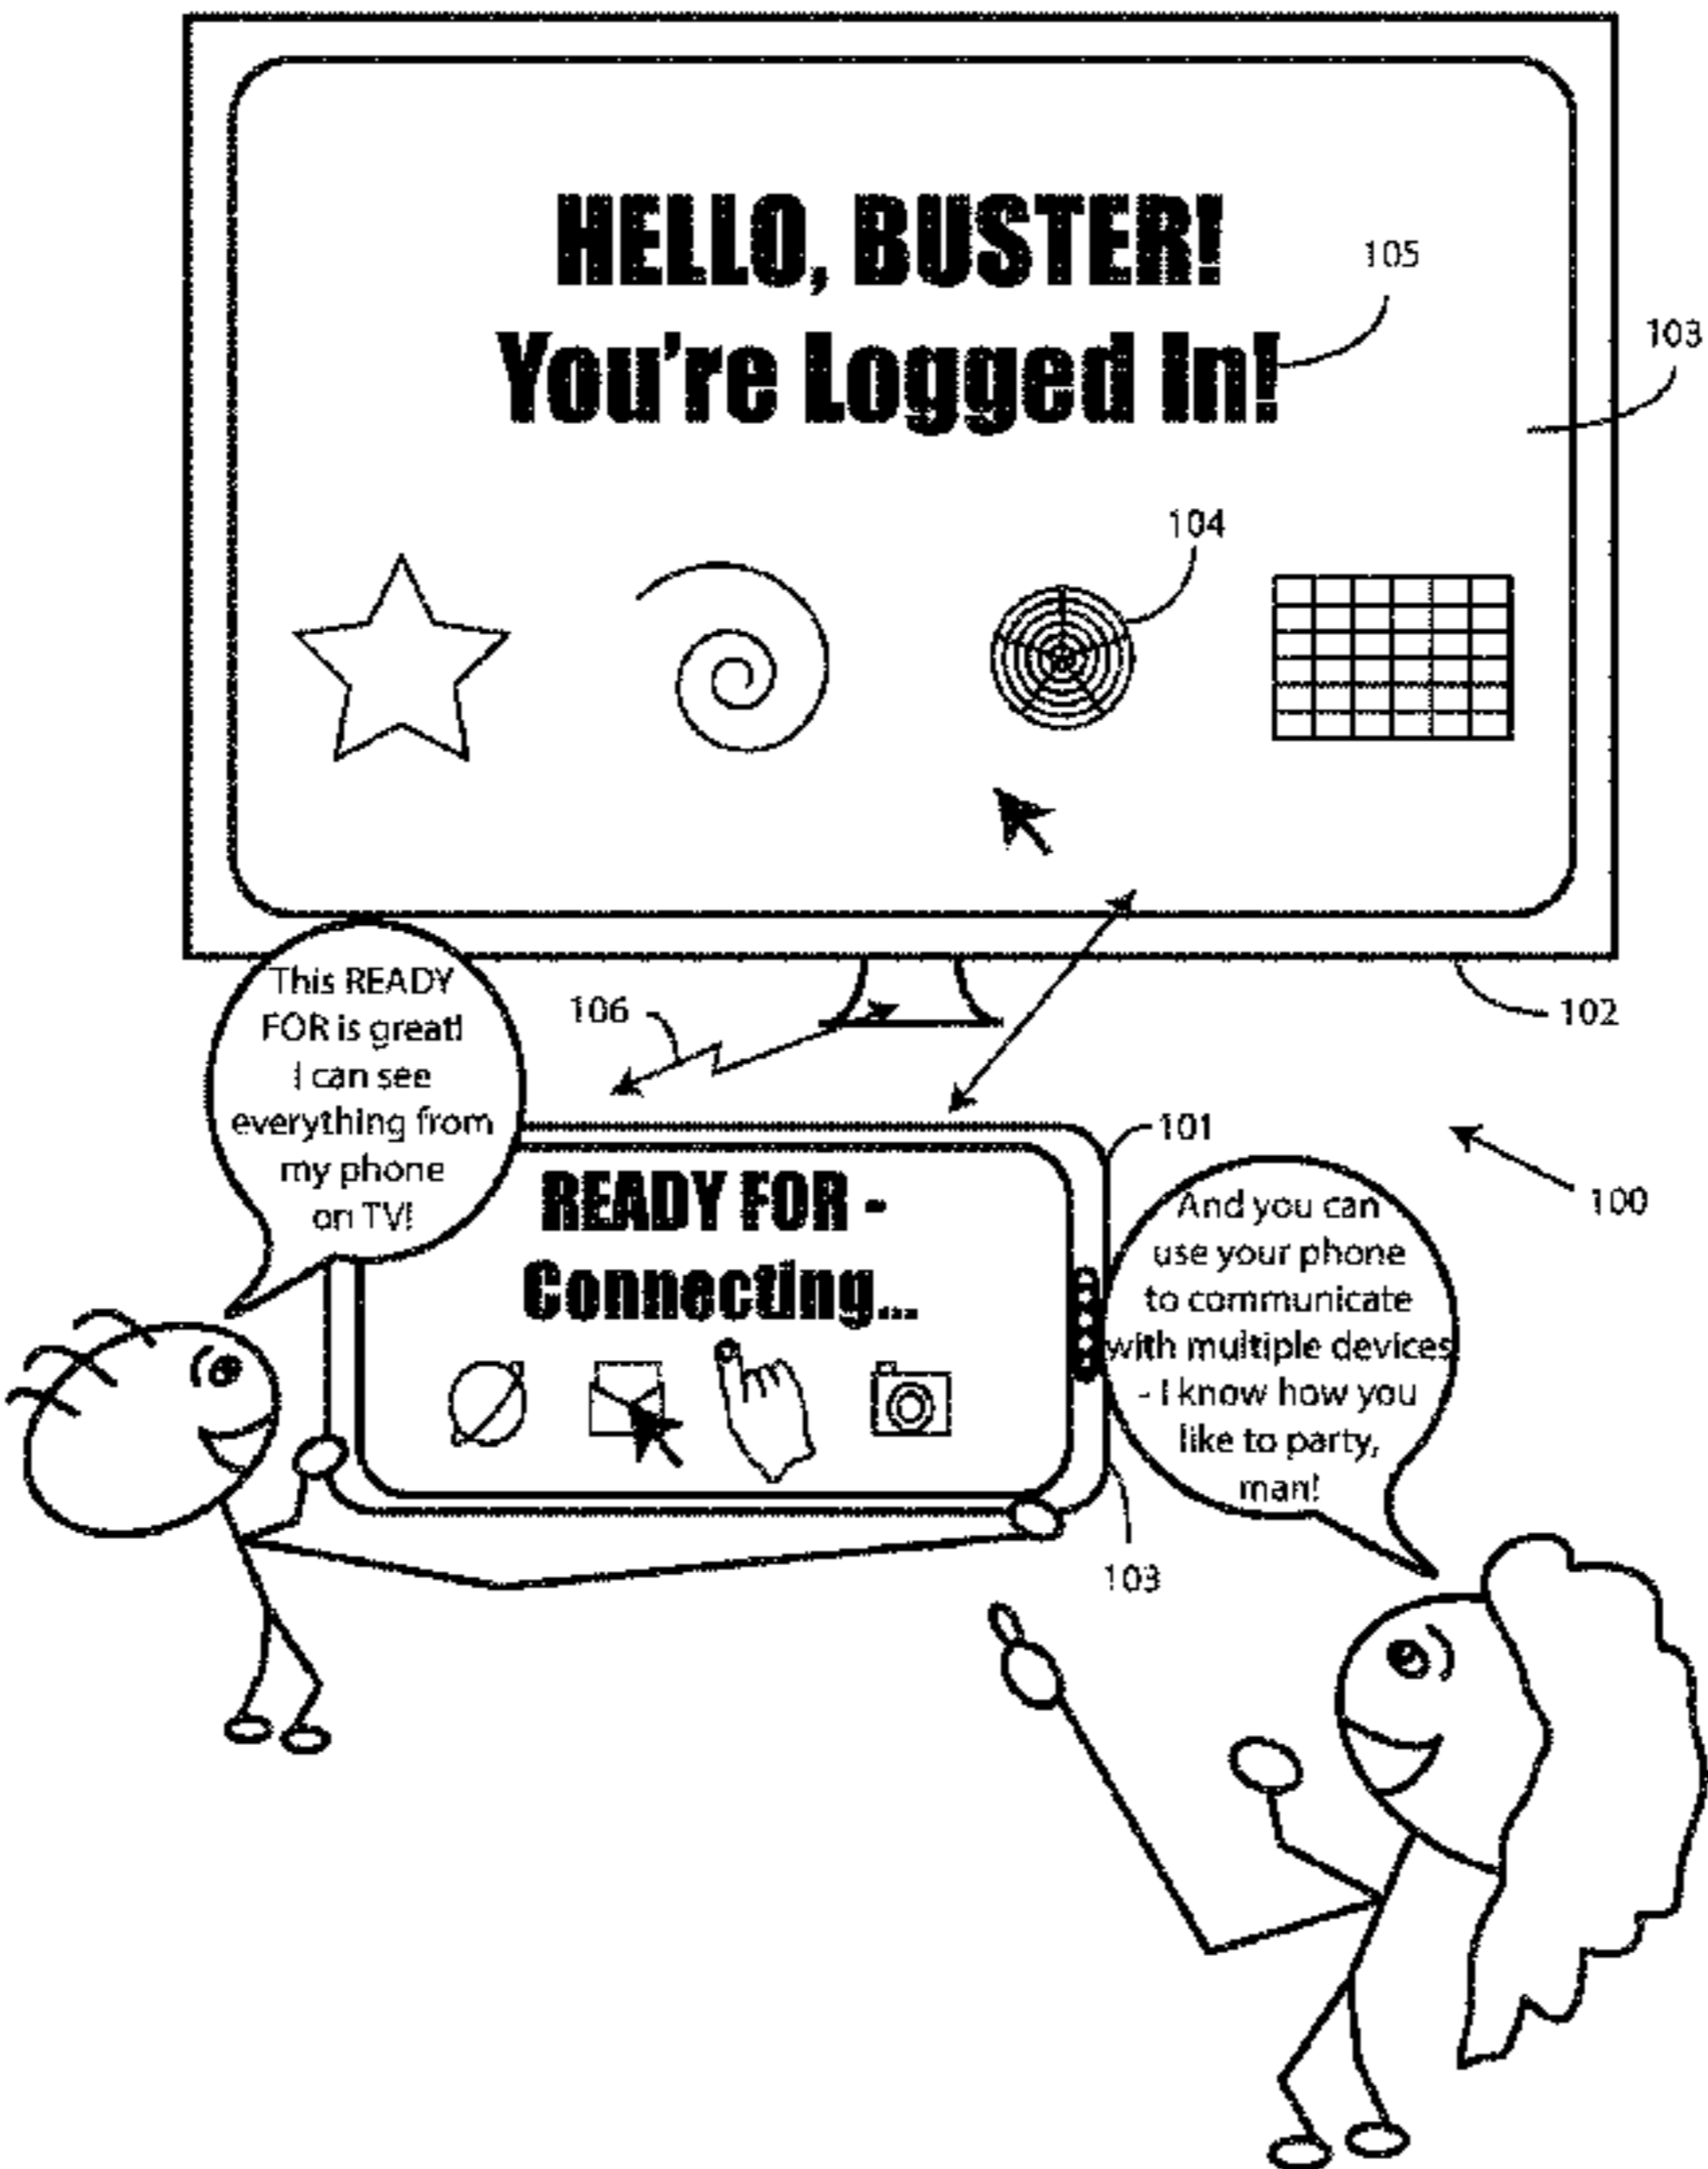 HELLO, BUSTER!
105
You're Logged In!
103
104
This READY
FOR is great!
I can see
everything from
my phone
on TV!
106
102
101
READY FOR -
Connecting...
100
And you can
use your phone
to communicate
with multiple devices
- I know how you
like to party,
man!
103